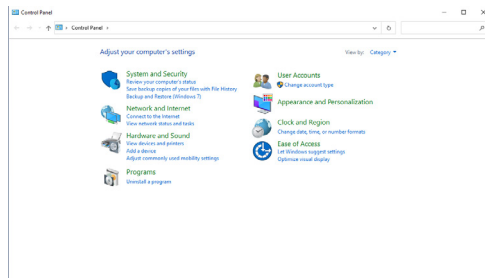 Control Panel
Control Panel
Adjust your computer's settings
View by: Category
System and Security
Review your computer's status
Save backup copies of your files with File History
Backup and Restore (Windows 7)
Network and Internet
Connect to the Internet
View network status and tasks
Hardware and Sound
View devices and printers
Add a device
Adjust commonly used mobility settings
Programs
Uninstall a program
User Accounts
Change account type
Appearance and Personalization
Clock and Region
Change date, time, or number formats
Ease of Access
Let Windows suggest settings
Optimize visual display